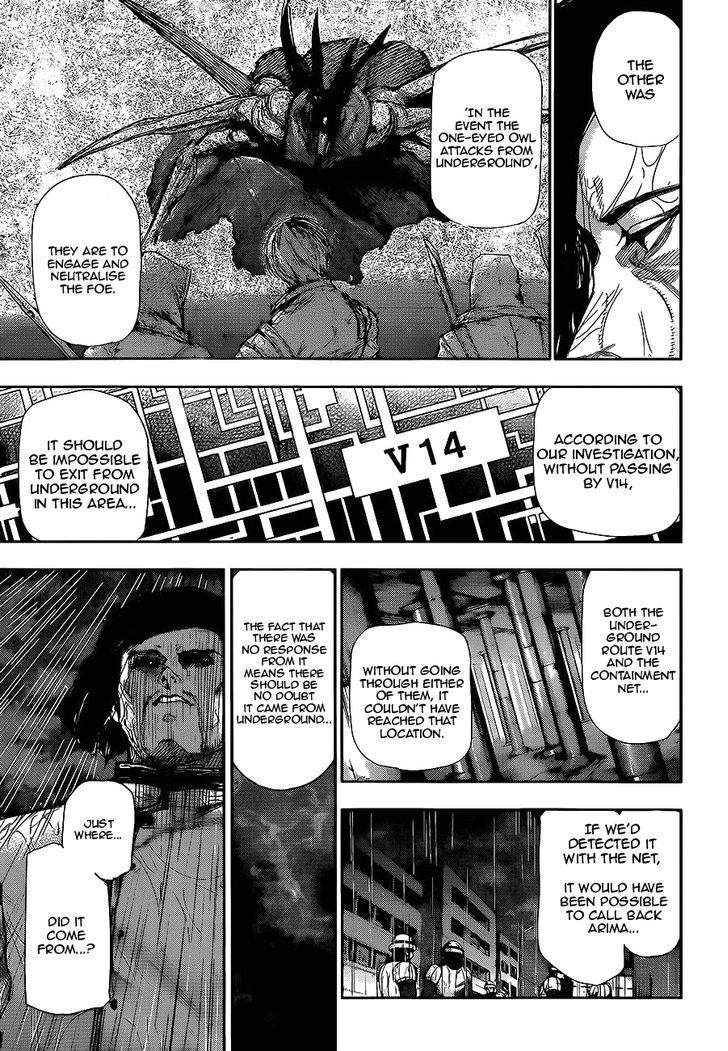 THE
OTHER WAS
'IN THE
EVENT THE
ONE-EYED OWL
ATTACKS FROM
UNDERGROUND',
THEY ARE TO
ENGAGE AND
NEUTRALISE
THE FOE.
ACCORDING TO
OUR INVESTIGATION,
WITHOUT PASSING
BY V14,
V14
IT SHOULD
BE IMPOSSIBLE
TO EXIT FROM
UNDERGROUND
IN THIS AREA...
BOTH THE
UNDER-
GROUND
ROUTE V14
AND THE
CONTAINMENT
NET...
WITHOUT GOING
THROUGH EITHER
OF THEM, IT
COULDN'T HAVE
REACHED THAT
LOCATION.
IF WE'D
DETECTED IT
WITH THE NET,
IT WOULD HAVE
BEEN POSSIBLE
TO CALL BACK
ARIMA...
THE FACT THAT
THERE WAS
NO RESPONSE
FROM IT
MEANS THERE
SHOULD BE
NO DOUBT
IT CAME FROM
UNDERGROUND...
JUST
WHERE...
DID IT
COME
FROM...?